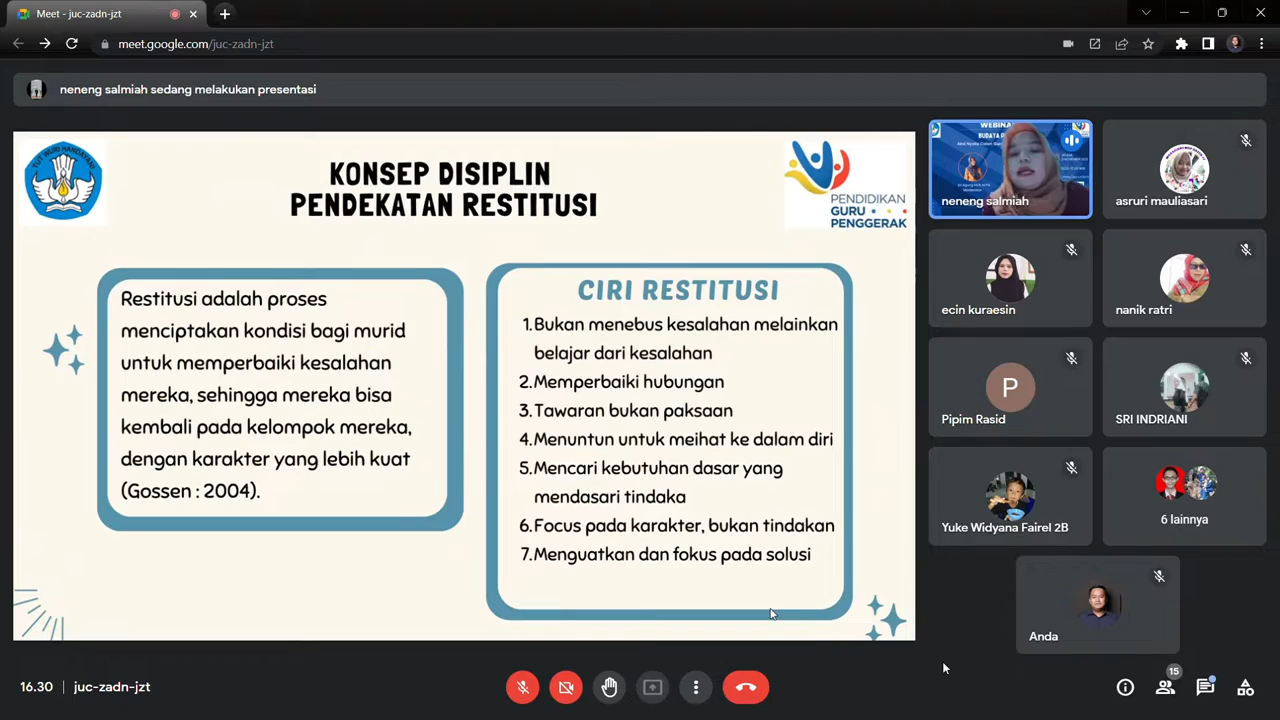 Meet - juc-zadn-jzt
meet.google.com/juc-zadn-jzt
neneng salmiah sedang melakukan presentasi
TUT WURI HANDAYANI
KONSEP DISIPLIN
PENDEKATAN RESTITUSI
PENDIDIKAN
GURU
PENGGERAK
Restitusi adalah proses
menciptakan kondisi bagi murid
untuk memperbaiki kesalahan
mereka, sehingga mereka bisa
kembali pada kelompok mereka,
dengan karakter yang lebih kuat
(Gossen : 2004).
CIRI RESTITUSI
1. Bukan menebus kesalahan melainkan
belajar dari kesalahan
2. Memperbaiki hubungan
3. Tawaran bukan paksaan
4. Menuntun untuk meihat ke dalam diri
5. Mencari kebutuhan dasar yang
mendasari tindaka
6. Focus pada karakter, bukan tindakan
7. Menguatkan dan fokus pada solusi
WEBINA
neneng salmiah
asruri mauliasari
ecin kuraesin
nanik ratri
P
Pipim Rasid
SRI INDRIANI
Yuke Widyana Fairel 2B
6 lainnya
Anda
16.30 | juc-zadn-jzt
15